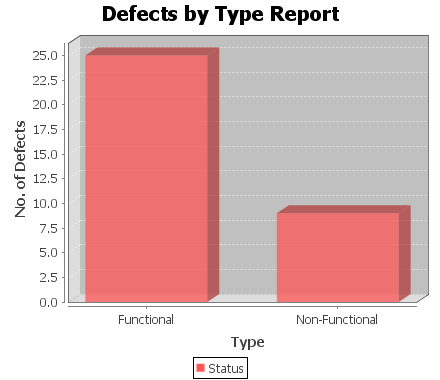 Defects by Type Report
No. of Defects
25.0
22.5
20.0
17.5
15.0
12.5
10.0
7.5
5.0
2.5
0.0
Functional
Non-Functional
Type
Status